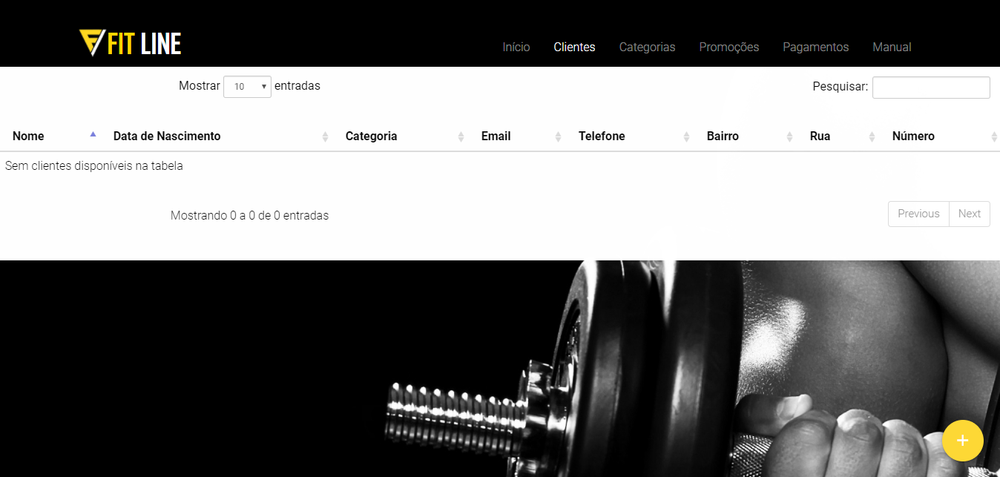 FIT LINE
Início Clientes Categorias Promoções Pagamentos Manual
Mostrar 10 entradas Pesquisar:
Nome Data de Nascimento Categoria Email Telefone Bairro Rua Número
Sem clientes disponíveis na tabela
Mostrando 0 a 0 de 0 entradas Previous Next
+